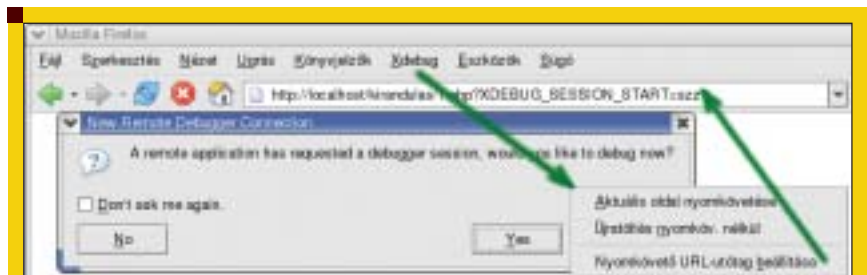 Mozilla Firefox
Fájl Szerkesztés Nézet Ugrás Könyvjelzők Xdebug Eszközök Súgó
http://localhost/kirandulas/ ?XDEBUG_SESSION_START=
New Remote Debugger Connection
A remote application has requested a debugger session, would you like to debug now?
Don't ask me again.
No Yes
Aktuális oldal nyomkövetése
Újratöltés nyomköv. nélkül
Nyomkövető URL-utótag beállítása